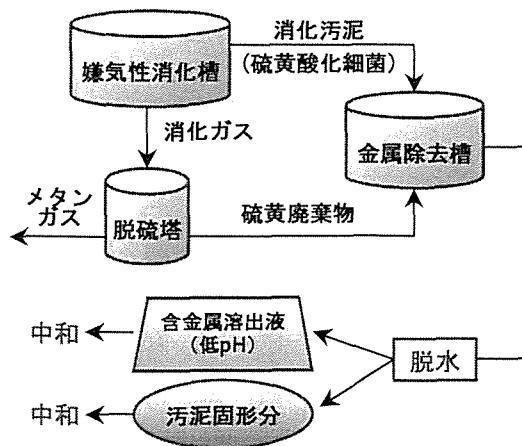 消化汚泥
(硫黄酸化細菌)
嫌気性消化槽
金属除去槽
消化ガス
メタン
ガス
脱硫塔
硫黄廃棄物
中和
含金属溶出液
(低pH)
脱水
中和
汚泥固形分